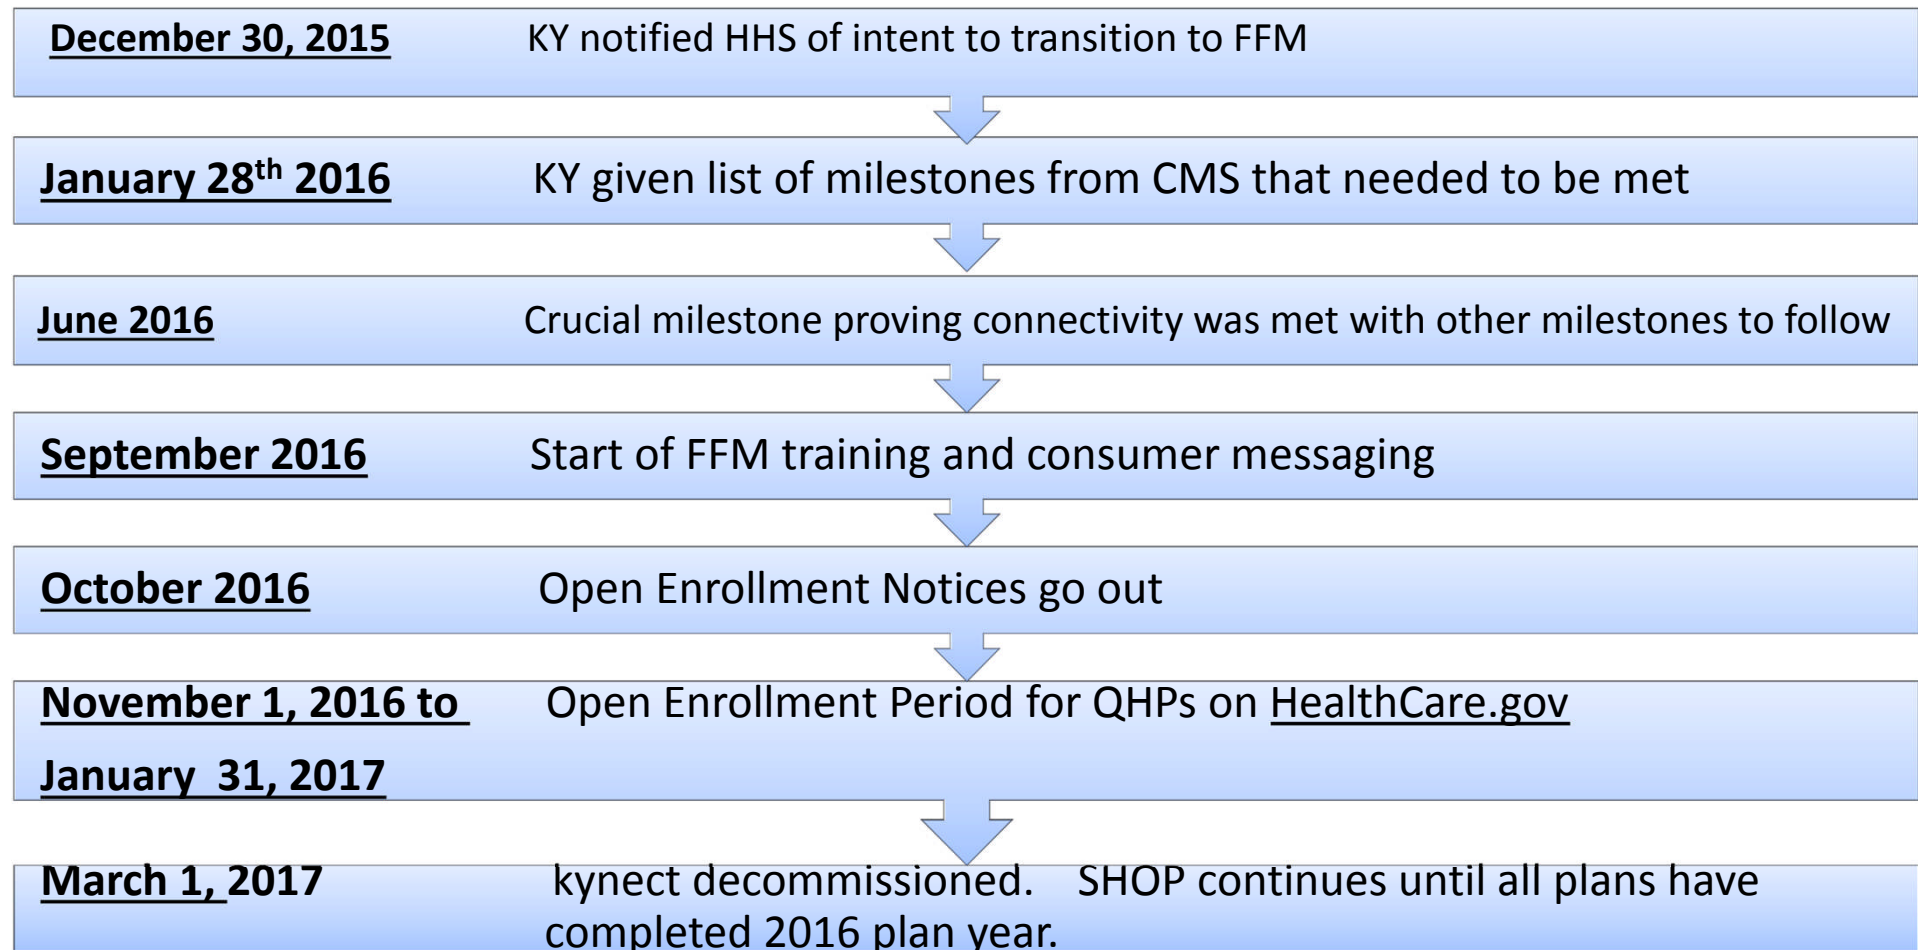 December 30, 2015 KY notified HHS of intent to transition to FFM
January 28th 2016 KY given list of milestones from CMS that needed to be met
June 2016 Crucial milestone proving connectivity was met with other milestones to follow
September 2016 Start of FFM training and consumer messaging
October 2016 Open Enrollment Notices go out
November 1, 2016 to Open Enrollment Period for QHPs on HealthCare.gov
January 31, 2017
March 1, 2017 kynect decommissioned. SHOP continues until all plans have
completed 2016 plan year.